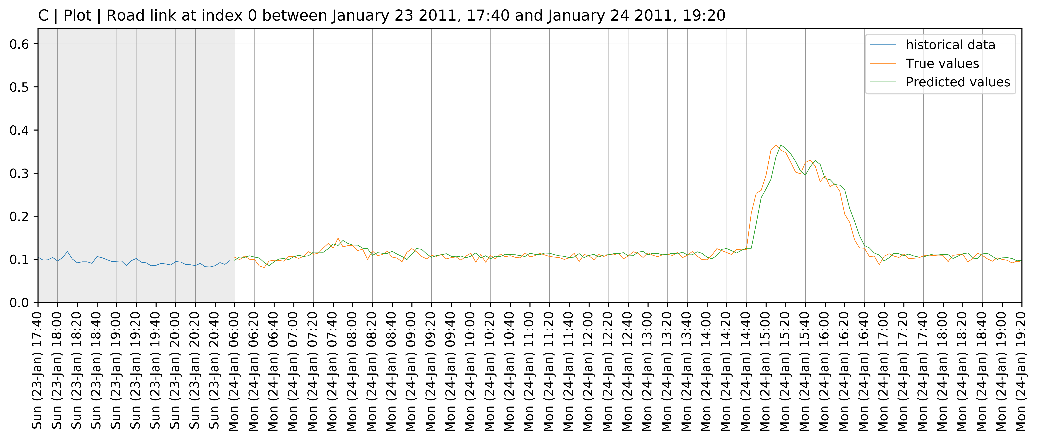 C | Plot | Road link at index 0 between January 23 2011, 17:40 and January 24 2011, 19:20
historical data
True values
Predicted values
0.6
0.5
0.4
0.3
0.2
0.1
0.0
Sun (23-Jan) 17:40
Sun (23-Jan) 18:00
Sun (23-Jan) 18:20
Sun (23-Jan) 18:40
Sun (23-Jan) 19:00
Sun (23-Jan) 19:20
Sun (23-Jan) 19:40
Sun (23-Jan) 20:00
Sun (23-Jan) 20:20
Sun (23-Jan) 20:40
Mon (24-Jan) 06:00
Mon (24-Jan) 06:20
Mon (24-Jan) 06:40
Mon (24-Jan) 07:00
Mon (24-Jan) 07:20
Mon (24-Jan) 07:40
Mon (24-Jan) 08:00
Mon (24-Jan) 08:20
Mon (24-Jan) 08:40
Mon (24-Jan) 09:00
Mon (24-Jan) 09:20
Mon (24-Jan) 09:40
Mon (24-Jan) 10:00
Mon (24-Jan) 10:20
Mon (24-Jan) 10:40
Mon (24-Jan) 11:00
Mon (24-Jan) 11:20
Mon (24-Jan) 11:40
Mon (24-Jan) 12:00
Mon (24-Jan) 12:20
Mon (24-Jan) 12:40
Mon (24-Jan) 13:00
Mon (24-Jan) 13:20
Mon (24-Jan) 13:40
Mon (24-Jan) 14:00
Mon (24-Jan) 14:20
Mon (24-Jan) 14:40
Mon (24-Jan) 15:00
Mon (24-Jan) 15:20
Mon (24-Jan) 15:40
Mon (24-Jan) 16:00
Mon (24-Jan) 16:20
Mon (24-Jan) 16:40
Mon (24-Jan) 17:00
Mon (24-Jan) 17:20
Mon (24-Jan) 17:40
Mon (24-Jan) 18:00
Mon (24-Jan) 18:20
Mon (24-Jan) 18:40
Mon (24-Jan) 19:00
Mon (24-Jan) 19:20